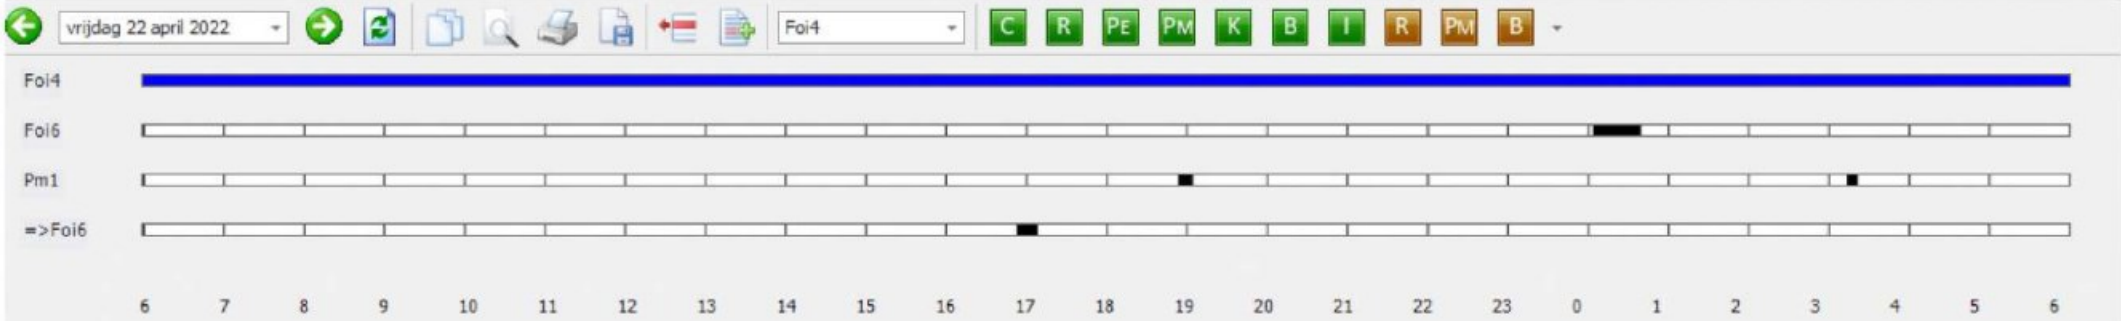 vrijdag 22 april 2022 Foi4 C R PE PM K B I R PM B
Foi4
Foi6
Pm1
=>Foi6
6 7 8 9 10 11 12 13 14 15 16 17 18 19 20 21 22 23 0 1 2 3 4 5 6